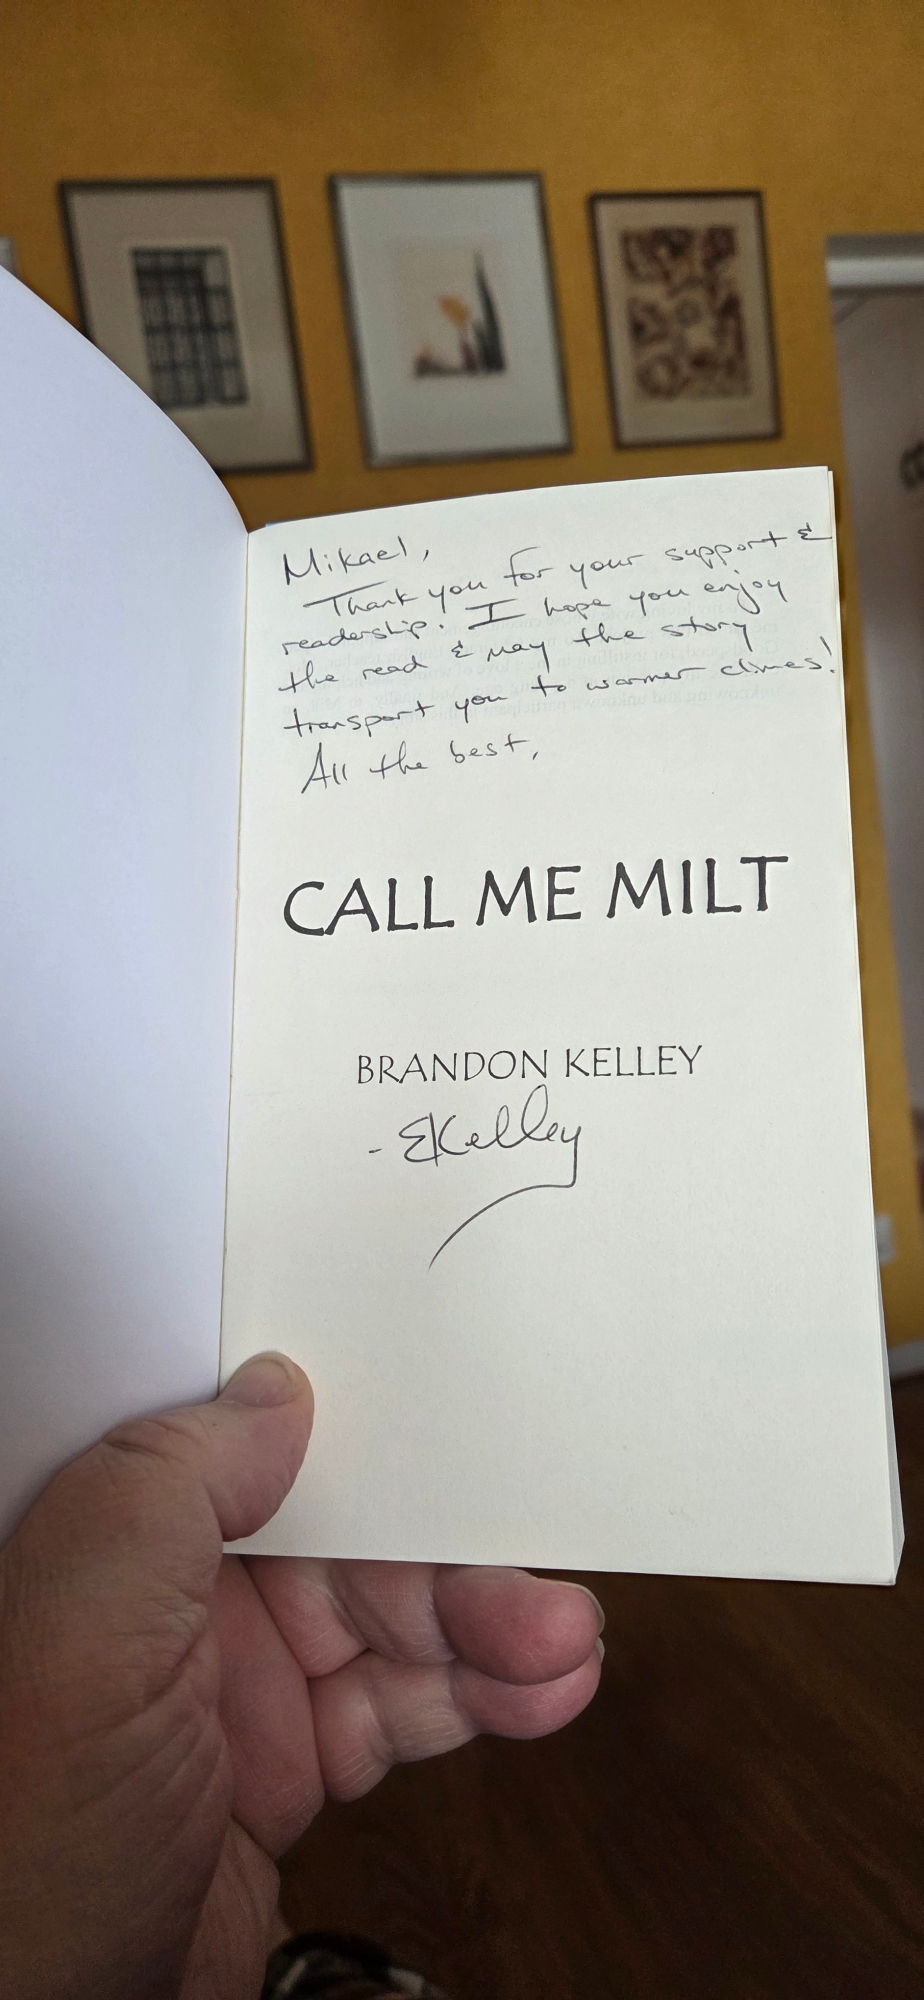 Mikael,
Thank you for your support &
readership. I hope you enjoy
the read & may the story
transport you to warmer climes!
All the best,
CALL ME MILT
BRANDON KELLEY
- BKelley